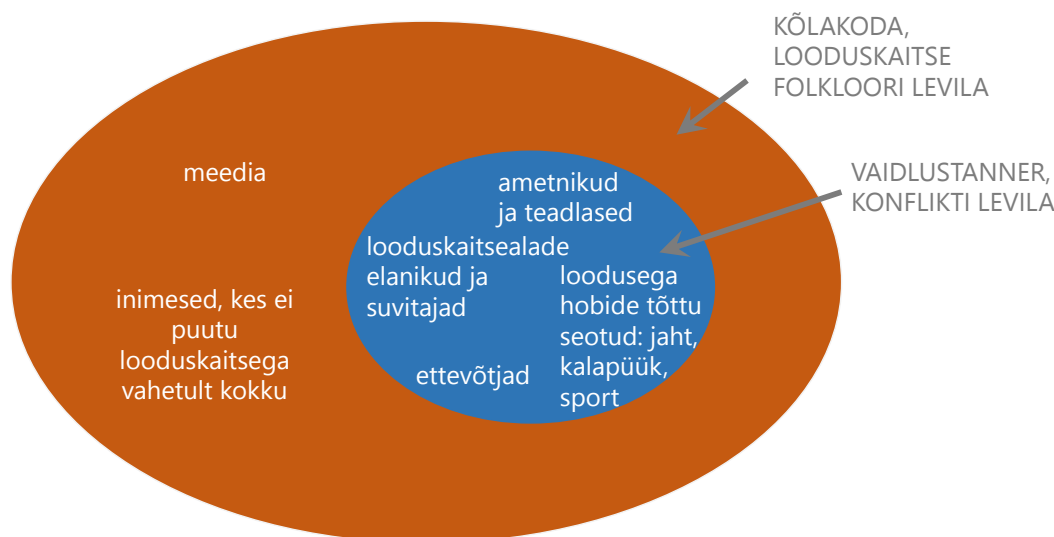 KÕLAKODA,
LOODUSKAITSE
FOLKLOORI LEVILA
VAIDLUSTANNER,
KONFLIKTI LEVILA
meedia
inimesed, kes ei
puutu
looduskaitsega
vahetult kokku
ametnikud
ja teadlased
looduskaitsealade
elanikud ja
suvitajad
loodusega
hobide tõttu
seotud: jaht,
kalapüük,
sport
ettevõtjad